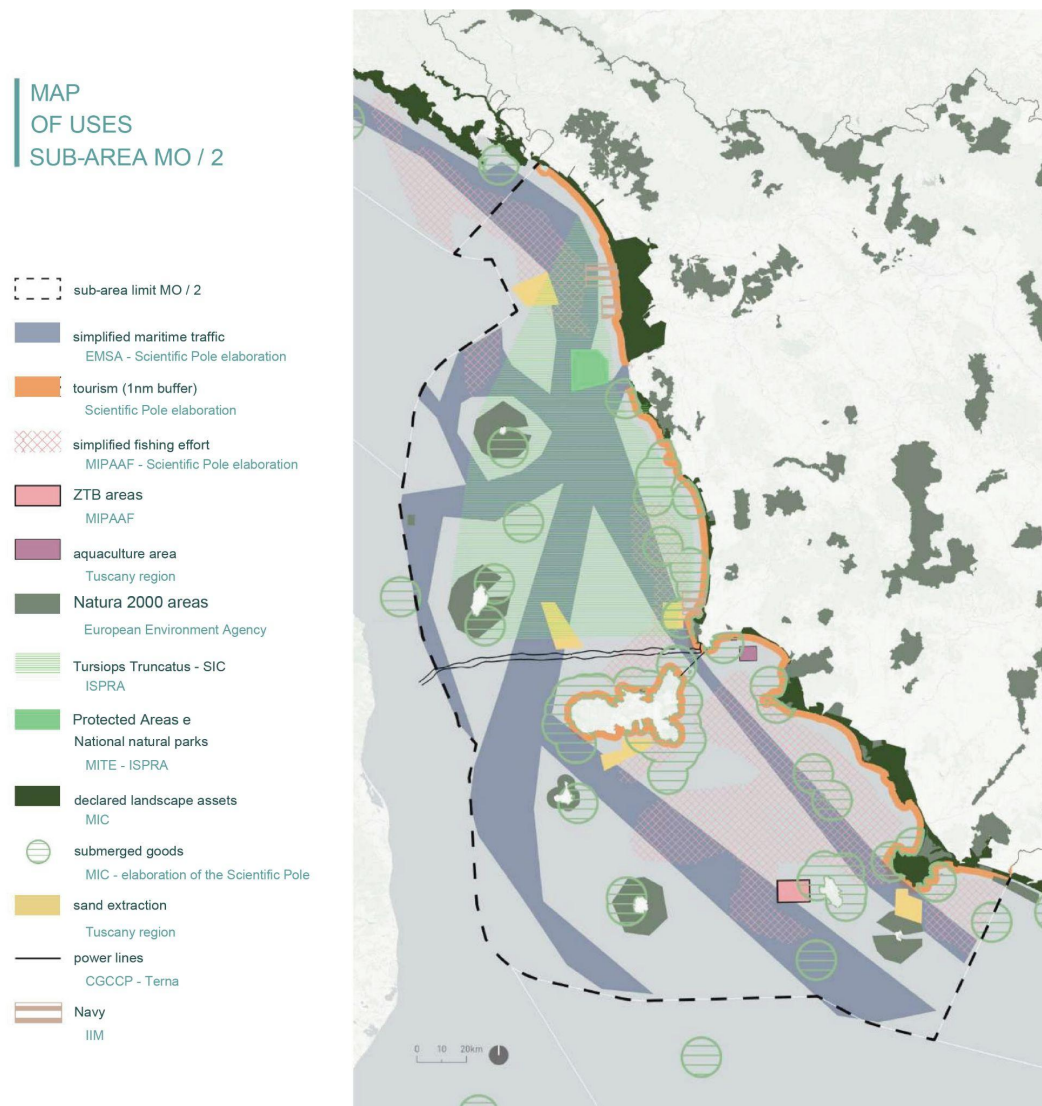 MAP
OF USES
SUB-AREA MO / 2
sub-area limit MO / 2
simplified maritime traffic
EMSA - Scientific Pole elaboration
tourism (1nm buffer)
Scientific Pole elaboration
simplified fishing effort
MIPAAF - Scientific Pole elaboration
ZTB areas
MIPAAF
aquaculture area
Tuscany region
Natura 2000 areas
European Environment Agency
Tursiops Truncatus - SIC
ISPRA
Protected Areas e
National natural parks
MITE - ISPRA
declared landscape assets
MIC
submerged goods
MIC - elaboration of the Scientific Pole
sand extraction
Tuscany region
power lines
CGCCP - Terna
Navy
IIM
0 10 20km